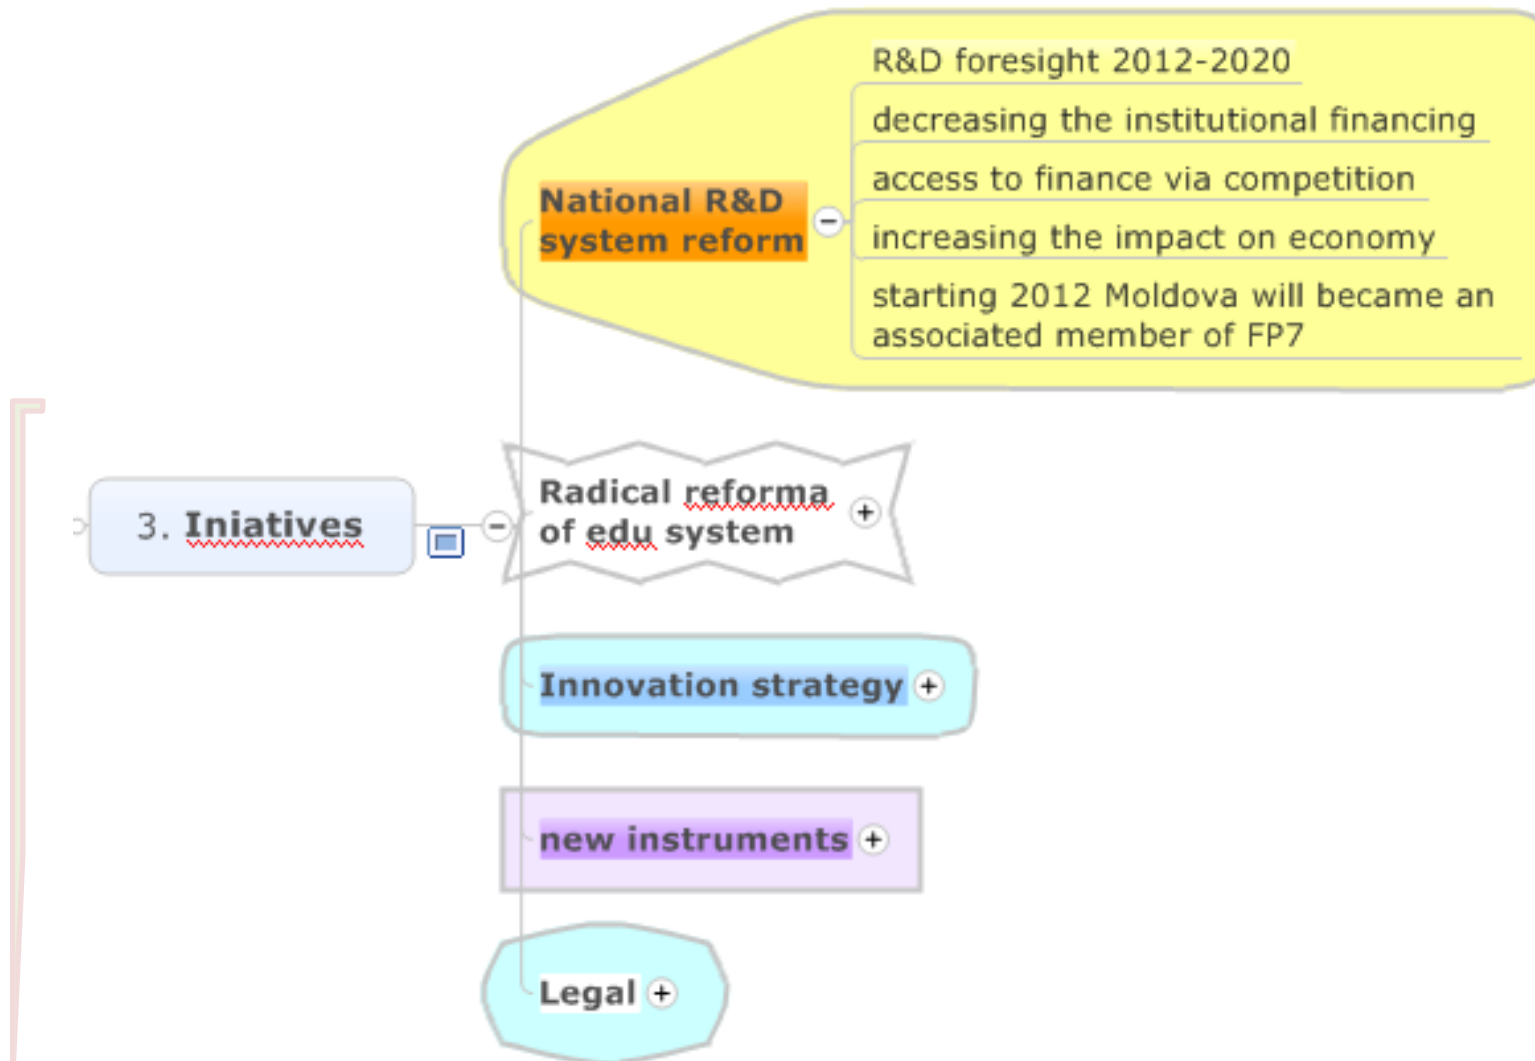 R&D foresight 2012-2020
decreasing the institutional financing
access to finance via competition
National R&D
system reform
increasing the impact on economy
starting 2012 Moldova will became an
associated member of FP7
3. Iniatives
Radical reforma
of edu system
Innovation strategy
new instruments
Legal